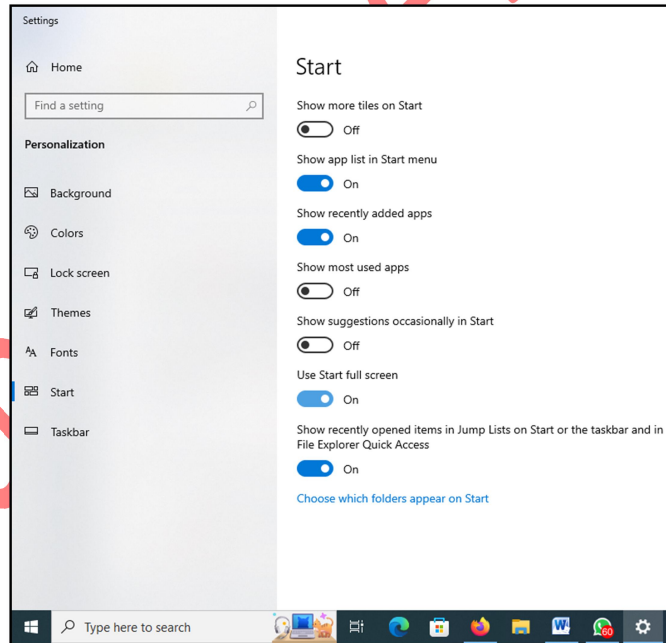 Settings
Home
Find a setting
Personalization
Background
Colors
Lock screen
Themes
Fonts
Start
Taskbar
Start
Show more tiles on Start
Off
Show app list in Start menu
On
Show recently added apps
On
Show most used apps
Off
Show suggestions occasionally in Start
Off
Use Start full screen
On
Show recently opened items in Jump Lists on Start or the taskbar and in
File Explorer Quick Access
On
Choose which folders appear on Start
Type here to search
W
60